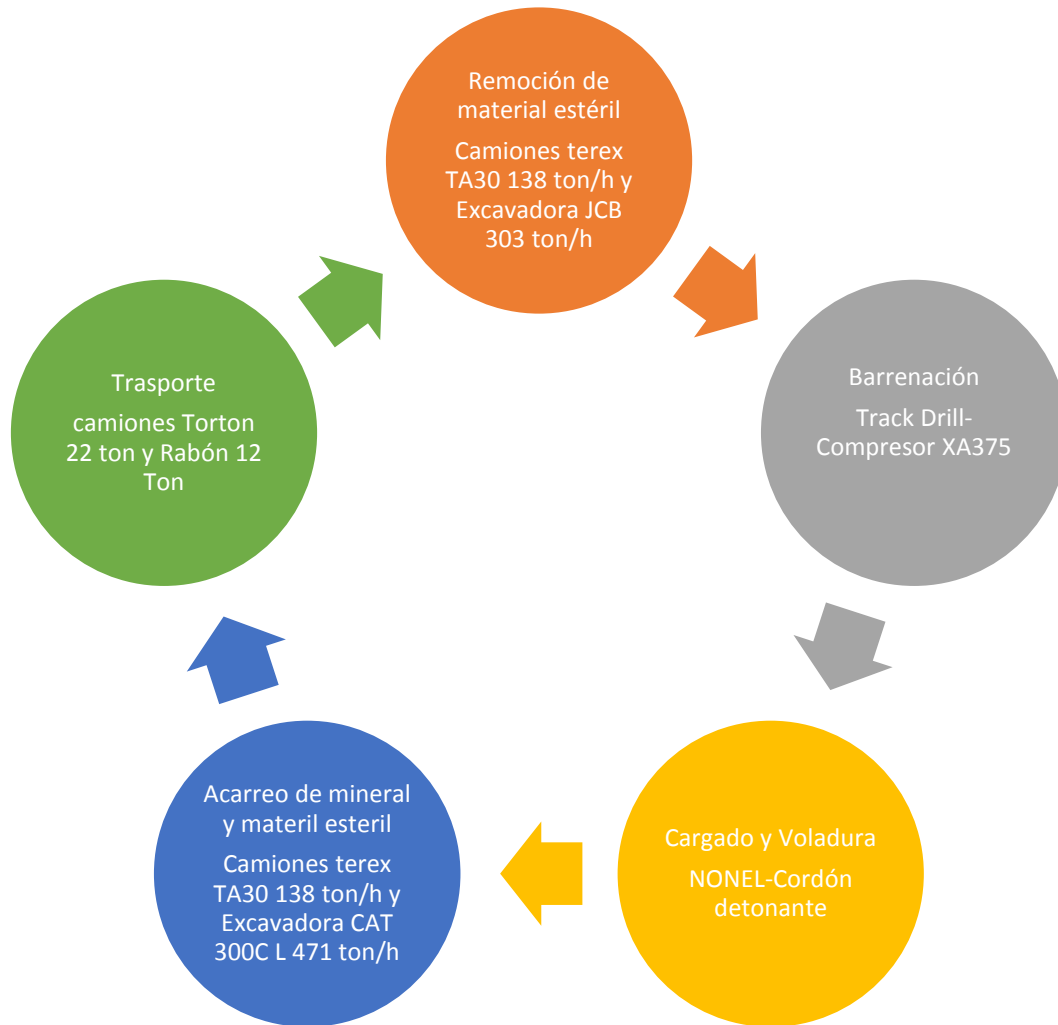 Remoción de
material estéril
Camiones terex
TA30 138 ton/h y
Excavadora JCB
303 ton/h
Barrenación
Track Drill-
Compresor XA375
Cargado y Voladura
NONEL-Cordón
detonante
Acarreo de mineral
y materil esteril
Camiones terex
TA30 138 ton/h y
Excavadora CAT
300C L 471 ton/h
Trasporte
camiones Torton
22 ton y Rabón 12
Ton